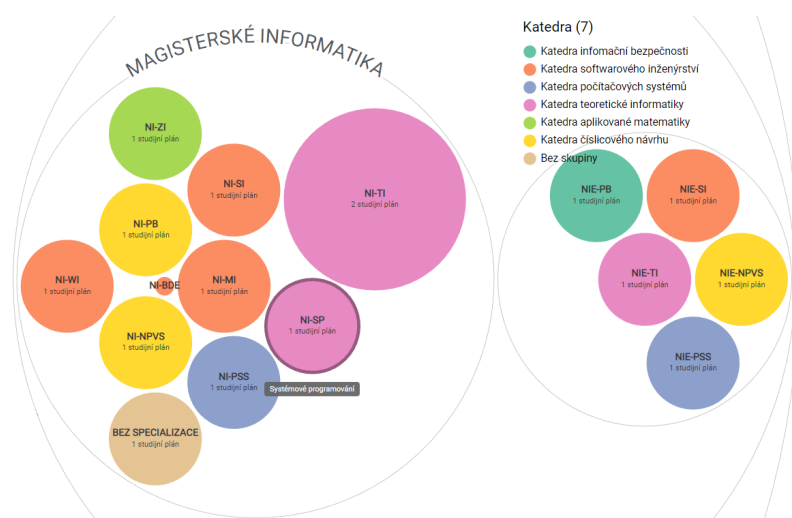 MAGISTERSKÉ INFORMATIKA
NI-ZI
1 studijní plán
NI-SI
1 studijní plán
NI-TI
2 studijní plán
NI-PB
1 studijní plán
NI-WI
1 studijní plán
NI-BDE
NI-MI
1 studijní plán
NI-SP
1 studijní plán
NI-NPVS
1 studijní plán
NI-PSS
1 studijní plán
Systémové programování
BEZ SPECIALIZACE
1 studijní plán
Katedra (7)
Katedra infomační bezpečnosti
Katedra softwarového inženýrství
Katedra počítačových systémů
Katedra teoretické informatiky
Katedra aplikované matematiky
Katedra číslicového návrhu
Bez skupiny
NIE-PB
1 studijní plán
NIE-SI
1 studijní plán
NIE-TI
1 studijní plán
NIE-NPVS
1 studijní plán
NIE-PSS
1 studijní plán